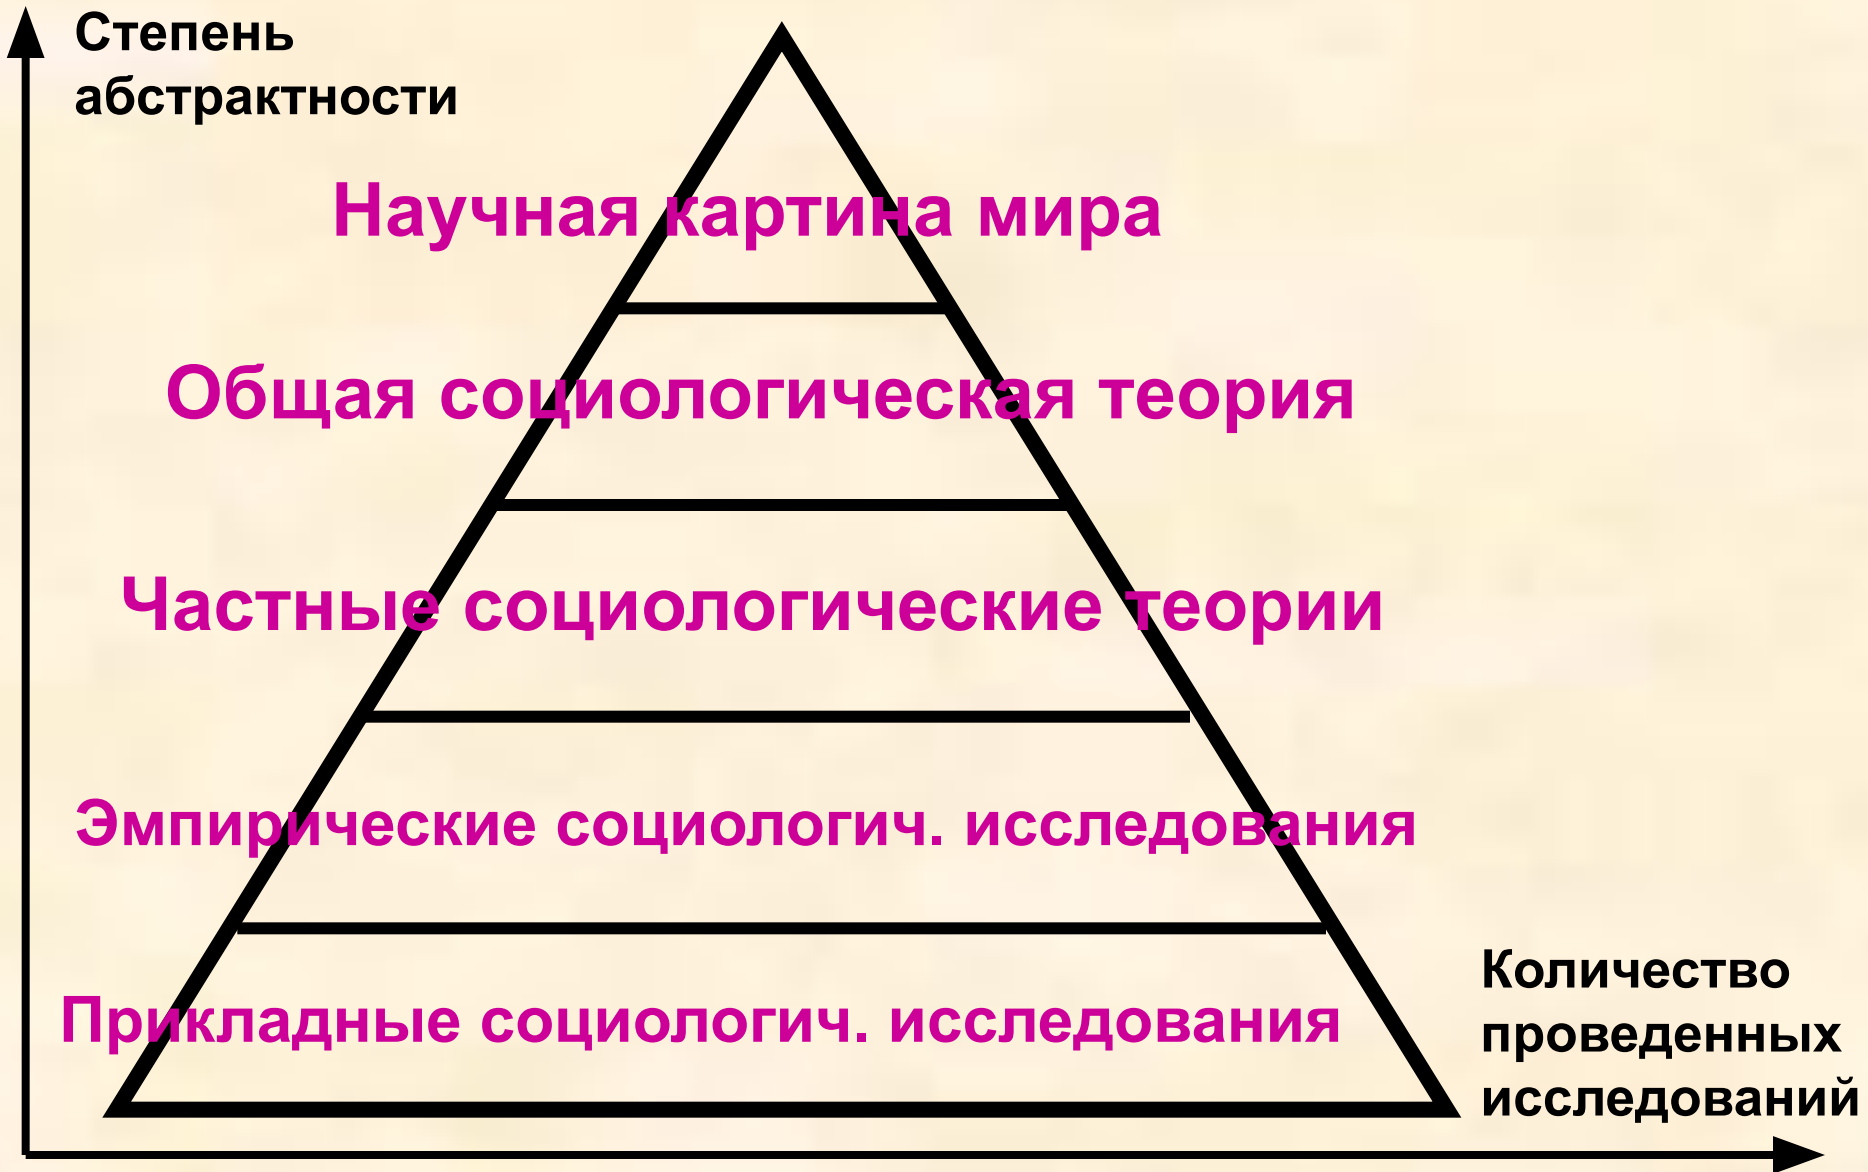 Степень
абстрактности
Научная картина мира
Общая социологическая теория
Частные социологические теории
Эмпирические социологич. исследования
Прикладные социологич. исследования
Количество
проведенных
исследований